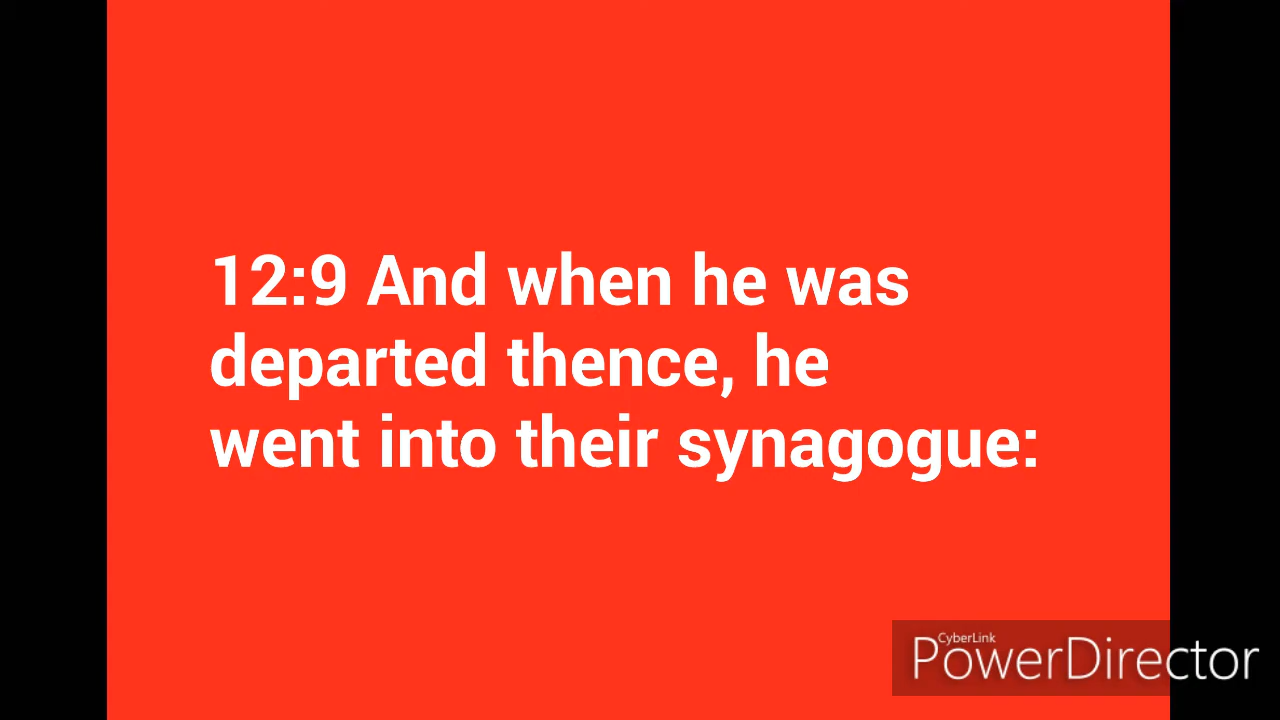 12:9 And when he was
departed thence, he
went into their synagogue:
CyberLink
PowerDirector